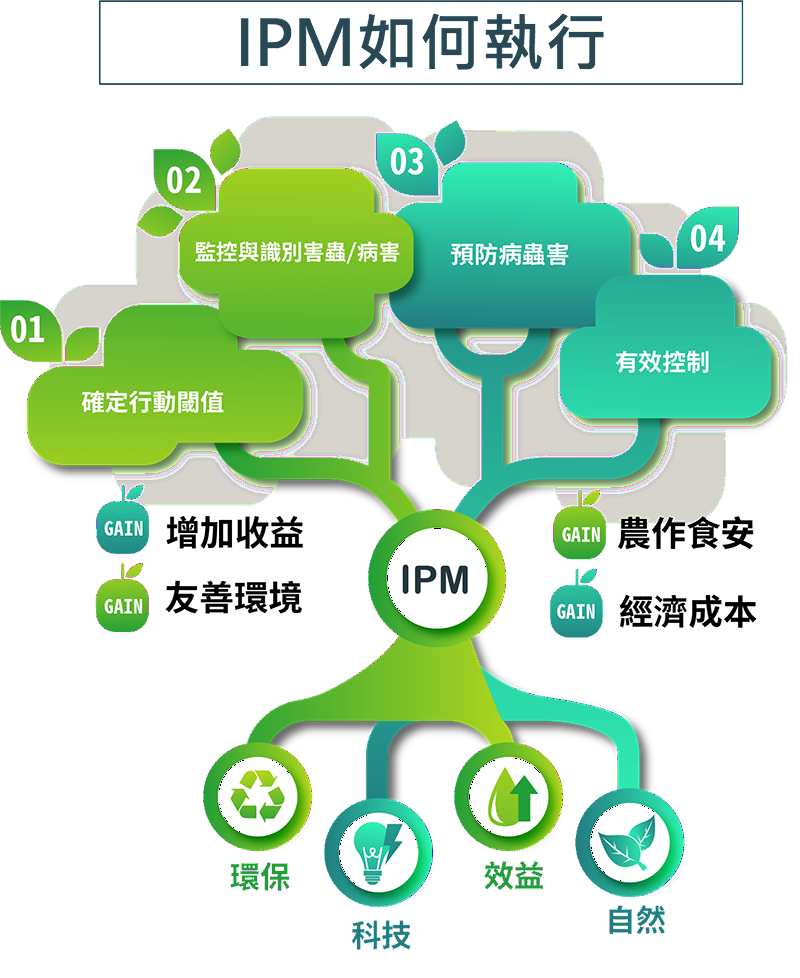 IPM如何執行
01
確定行動閾值
02
監控與識別害蟲/病害
03
預防病蟲害
04
有效控制
GAIN 增加收益
GAIN 友善環境
GAIN 農作食安
GAIN 經濟成本
IPM
環保
科技
效益
自然